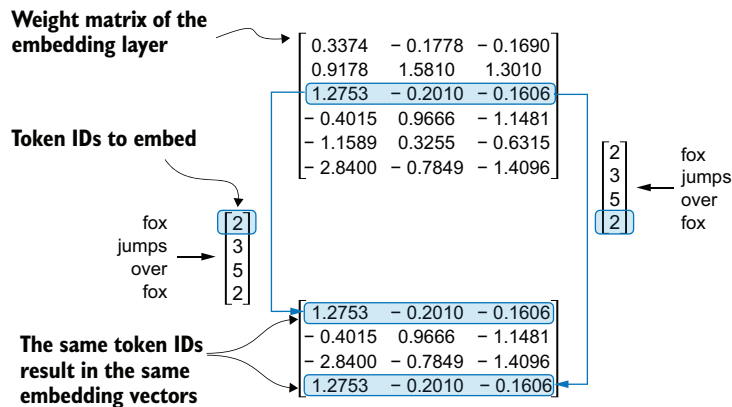 Weight matrix of the
embedding layer
0.3374 − 0.1778 − 0.1690
0.9178 1.5810 1.3010
1.2753 − 0.2010 − 0.1606
− 0.4015 0.9666 − 1.1481
− 1.1589 0.3255 − 0.6315
− 2.8400 − 0.7849 − 1.4096
Token IDs to embed
fox 2
jumps 3
over 5
fox 2
2 fox
3 jumps
5 over
2 fox
1.2753 − 0.2010 − 0.1606
− 0.4015 0.9666 − 1.1481
− 2.8400 − 0.7849 − 1.4096
1.2753 − 0.2010 − 0.1606
The same token IDs
result in the same
embedding vectors